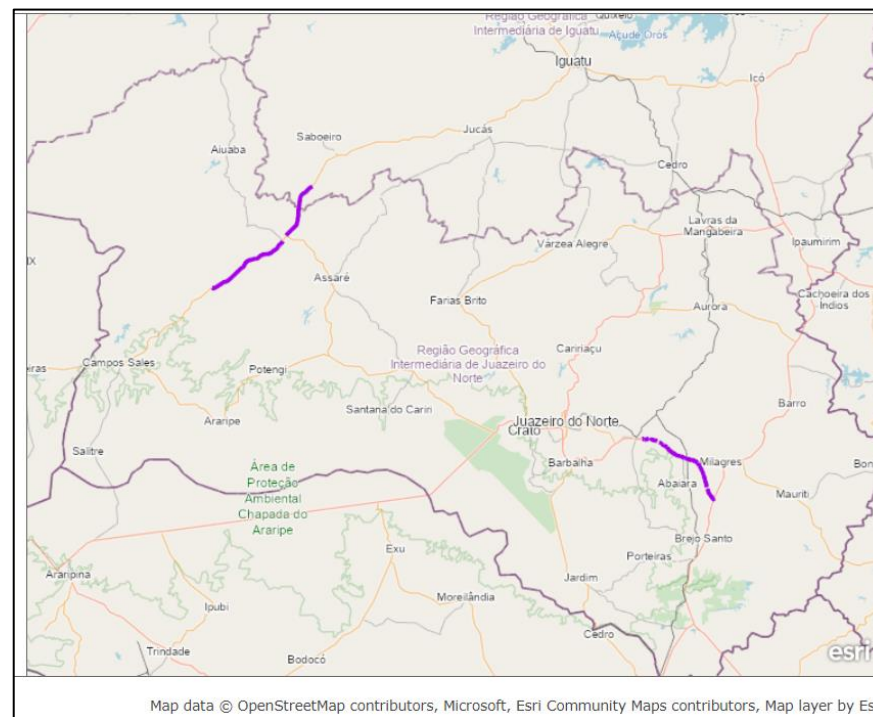 Região Geográfica
Intermediária de Iguatu
Quixelô
Açude Orós
Iguatu
Icó
Saboeiro
Jucás
Aiuaba
Cedro
Lavras da
Mangabeira
Ipaumirim
Várzea Alegre
IX
Assaré
Farias Brito
Cachoeira dos
Índios
Aurora
Região Geográfica
Intermediária de Juazeiro do
Norte
Caririaçu
eiras
Campos Sales
Potengi
Santana do Cariri
Barro
Araripe
Juazeiro do Norte
Crato
Salitre
Barbalha
Milagres
Bon
Área de
Proteção
Ambiental
Chapada do
Araripe
Abaiara
Mauriti
Brejo Santo
Exu
Porteiras
Araripina
Jardim
Ipubi
Moreilândia
Cedro
Trindade
Bodocó
esri
Map data © OpenStreetMap contributors, Microsoft, Esri Community Maps contributors, Map layer by Es